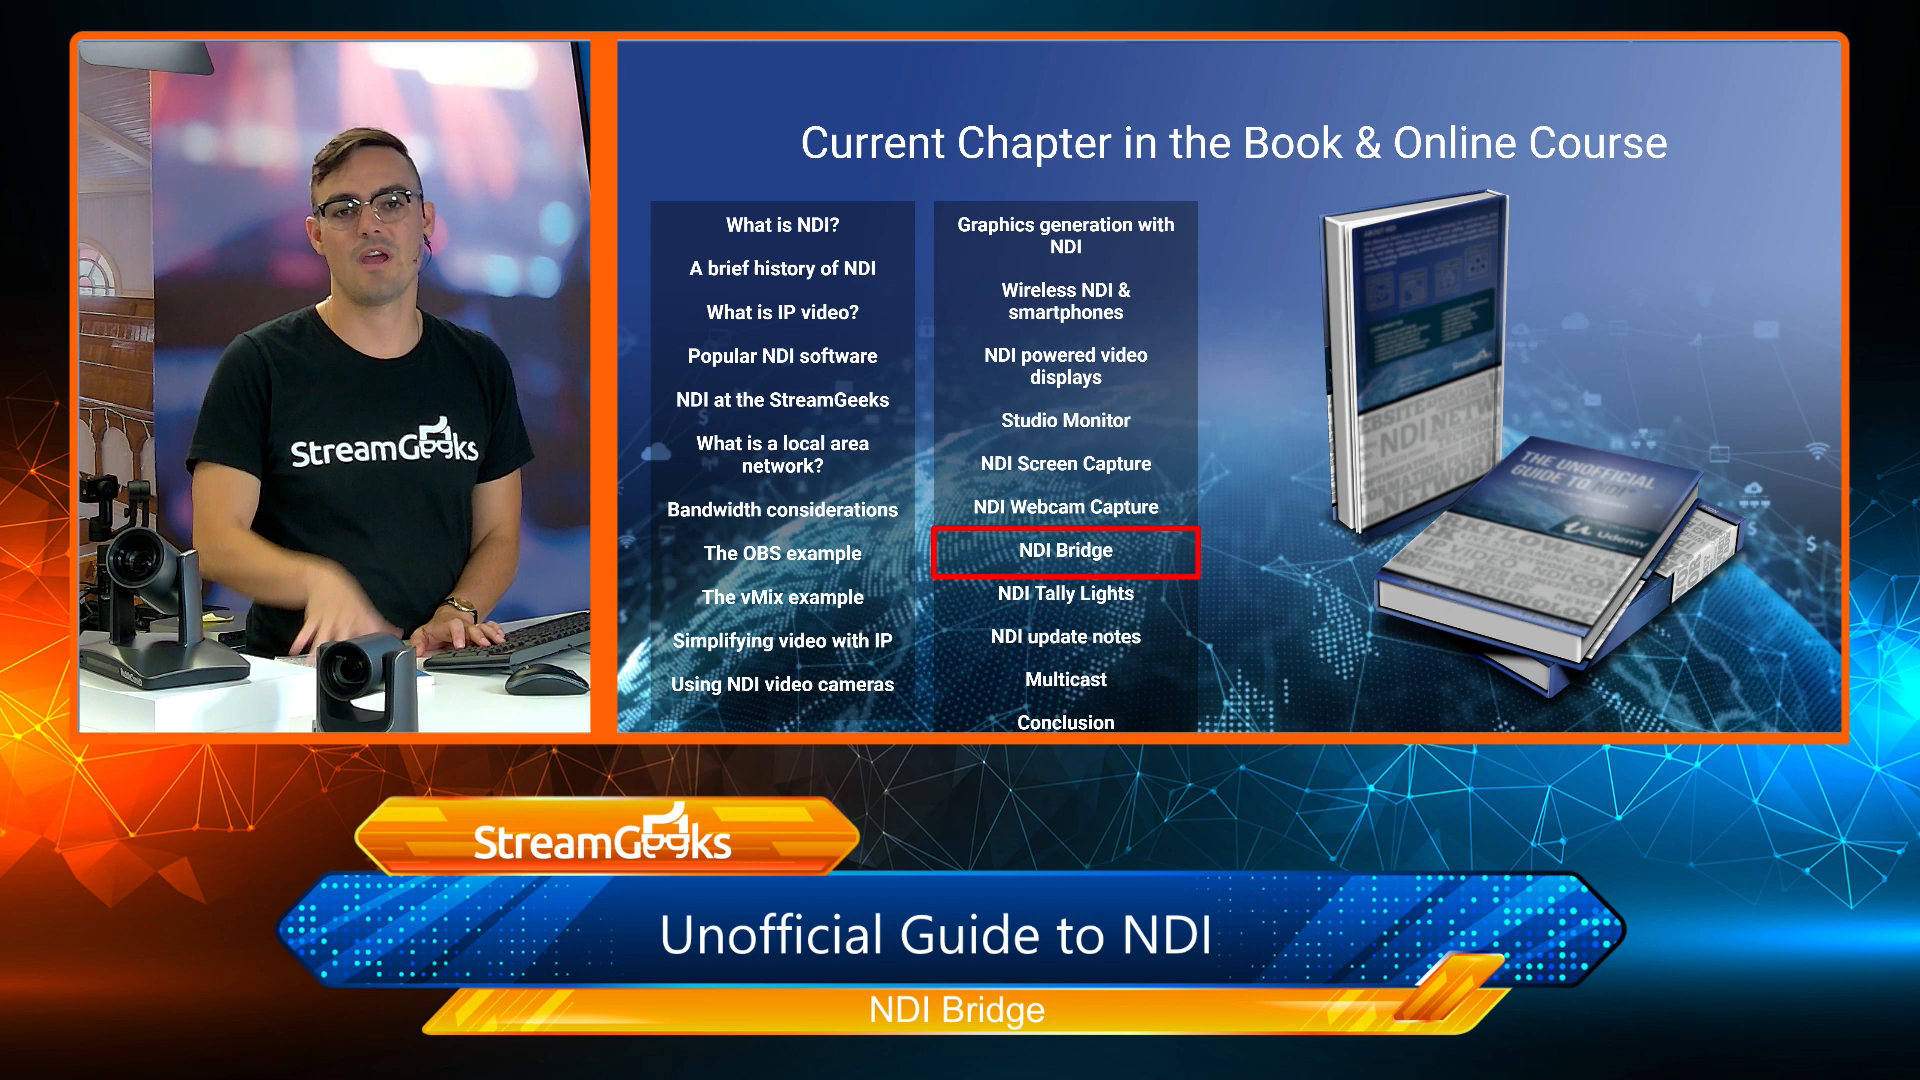 Current Chapter in the Book & Online Course
What is NDI?
A brief history of NDI
What is IP video?
Popular NDI software
NDI at the StreamGeeks
What is a local area
network?
Bandwidth considerations
The OBS example
The vMix example
Simplifying video with IP
Using NDI video cameras
Graphics generation with
NDI
Wireless NDI &
smartphones
NDI powered video
displays
Studio Monitor
NDI Screen Capture
NDI Webcam Capture
NDI Bridge
NDI Tally Lights
NDI update notes
Multicast
Conclusion
StreamGeeks
ABOUT NDI
THE UNOFFICIAL
GUIDE TO NDI
Udemy
StreamGeeks
Unofficial Guide to NDI
NDI Bridge